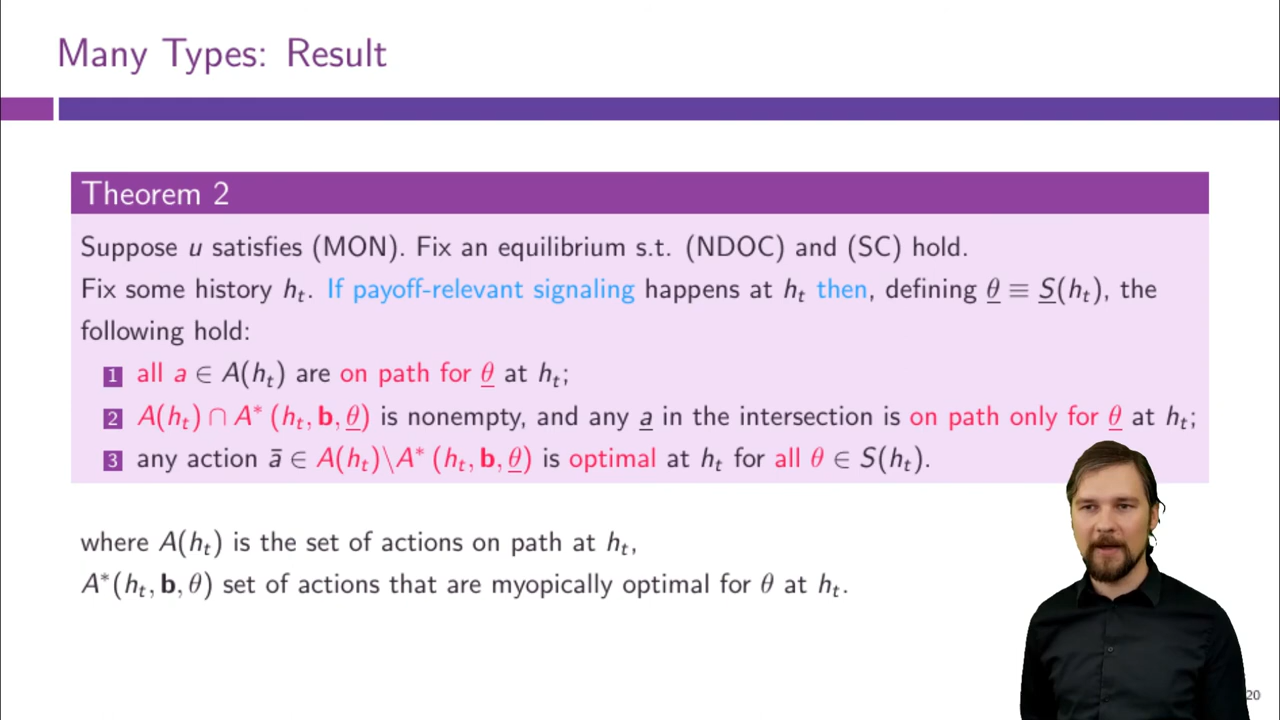 Many Types: Result
Theorem 2
Suppose u satisfies (MON). Fix an equilibrium s.t. (NDOC) and (SC) hold.
Fix some history hₜ. If payoff-relevant signaling happens at hₜ then, defining θ̲ ≡ S̲(hₜ), the
following hold:
1 all a ∈ A(hₜ) are on path for θ̲ at hₜ;
2 A(hₜ) ∩ A* (hₜ, b, θ̲) is nonempty, and any a̲ in the intersection is on path only for θ̲ at hₜ;
3 any action ā ∈ A(hₜ)\A* (hₜ, b, θ̲) is optimal at hₜ for all θ ∈ S(hₜ).
where A(hₜ) is the set of actions on path at hₜ,
A*(hₜ, b, θ) set of actions that are myopically optimal for θ at hₜ.
20